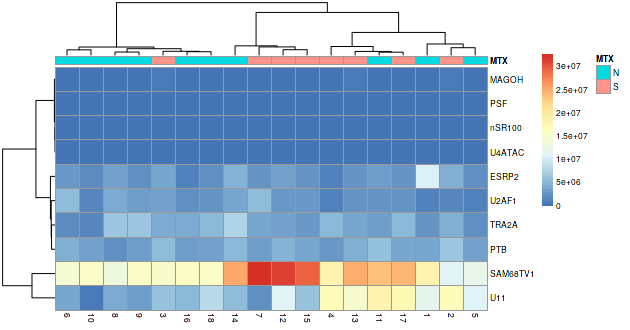 MTX
MAGOH
PSF
nSR100
U4ATAC
ESRP2
U2AF1
TRA2A
PTB
SAM68TV1
U11
6 10 8 9 3 16 18 14 7 12 15 4 13 11 17 1 2 5
3e+07
2.5e+07
2e+07
1.5e+07
1e+07
5e+06
0
MTX
N
S